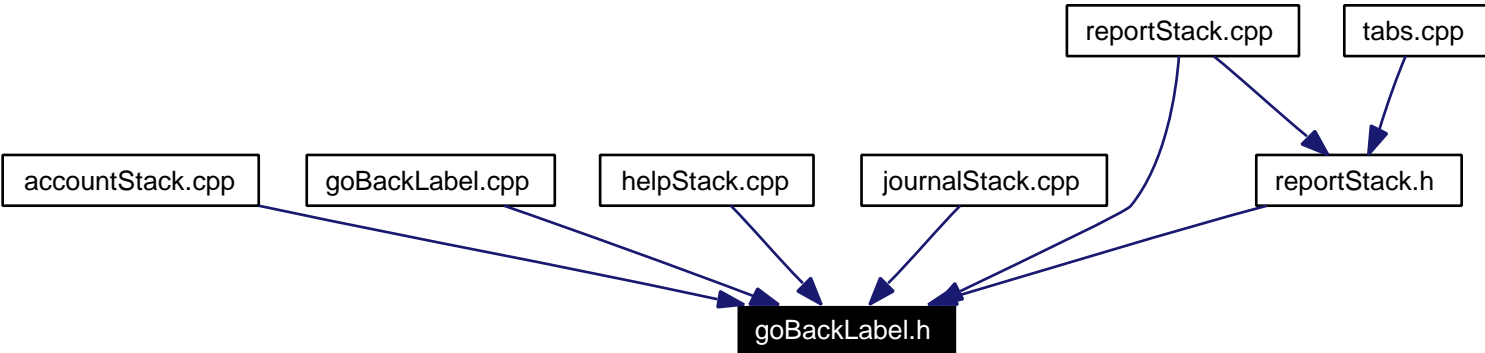 reportStack.cpp
tabs.cpp
accountStack.cpp
goBackLabel.cpp
helpStack.cpp
journalStack.cpp
reportStack.h
goBackLabel.h